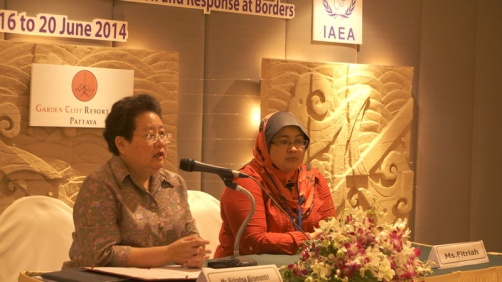 and Response at Borders
16 to 20 June 2014
IAEA
GARDEN CLIFF RESORT
PATTAYA
Ms.Fitriah